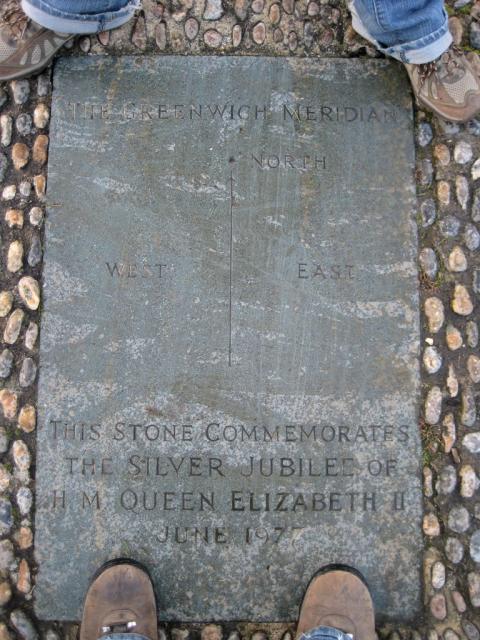 THE GREENWICH MERIDIAN
NORTH
WEST EAST
THIS STONE COMMEMORATES
THE SILVER JUBILEE OF
H M QUEEN ELIZABETH II
JUNE 1977